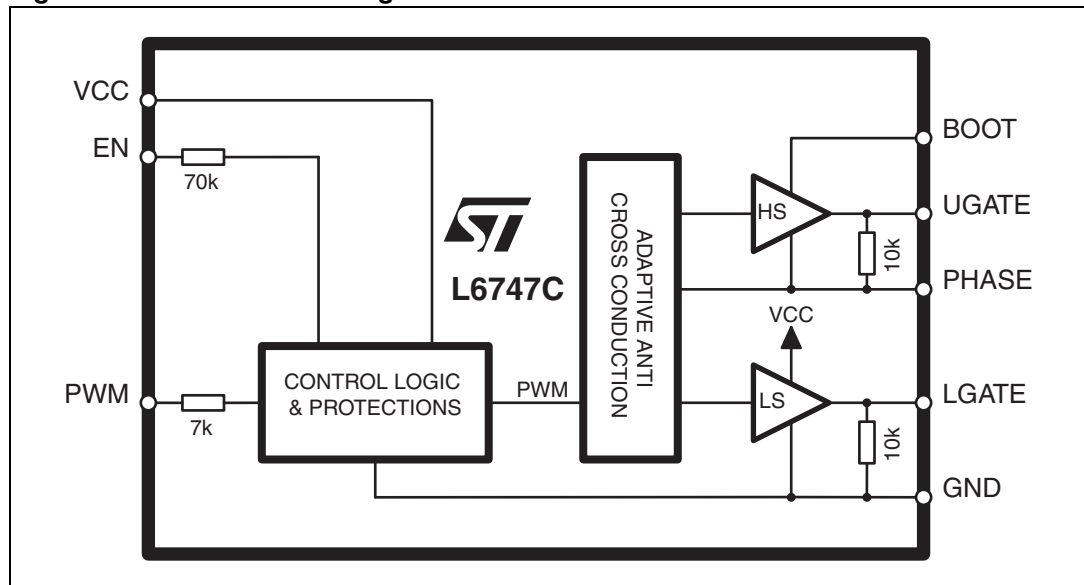 VCC
EN
70k
PWM
7k
ST
L6747C
CONTROL LOGIC
& PROTECTIONS
PWM
ADAPTIVE ANTI
CROSS CONDUCTION
HS
VCC
LS
10k
10k
BOOT
UGATE
PHASE
LGATE
GND